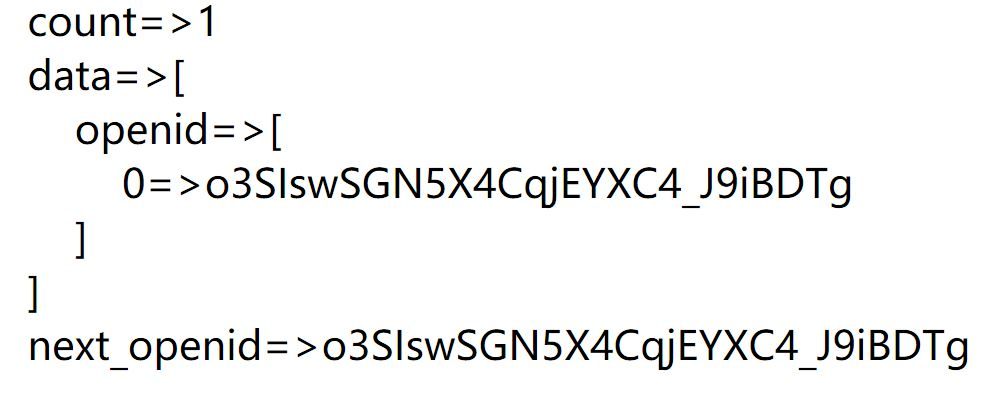 count=>1
data=>[
openid=>[
0=>o3SIswSGN5X4CqjEYXC4_J9iBDTg
]
]
next_openid=>o3SIswSGN5X4CqjEYXC4_J9iBDTg